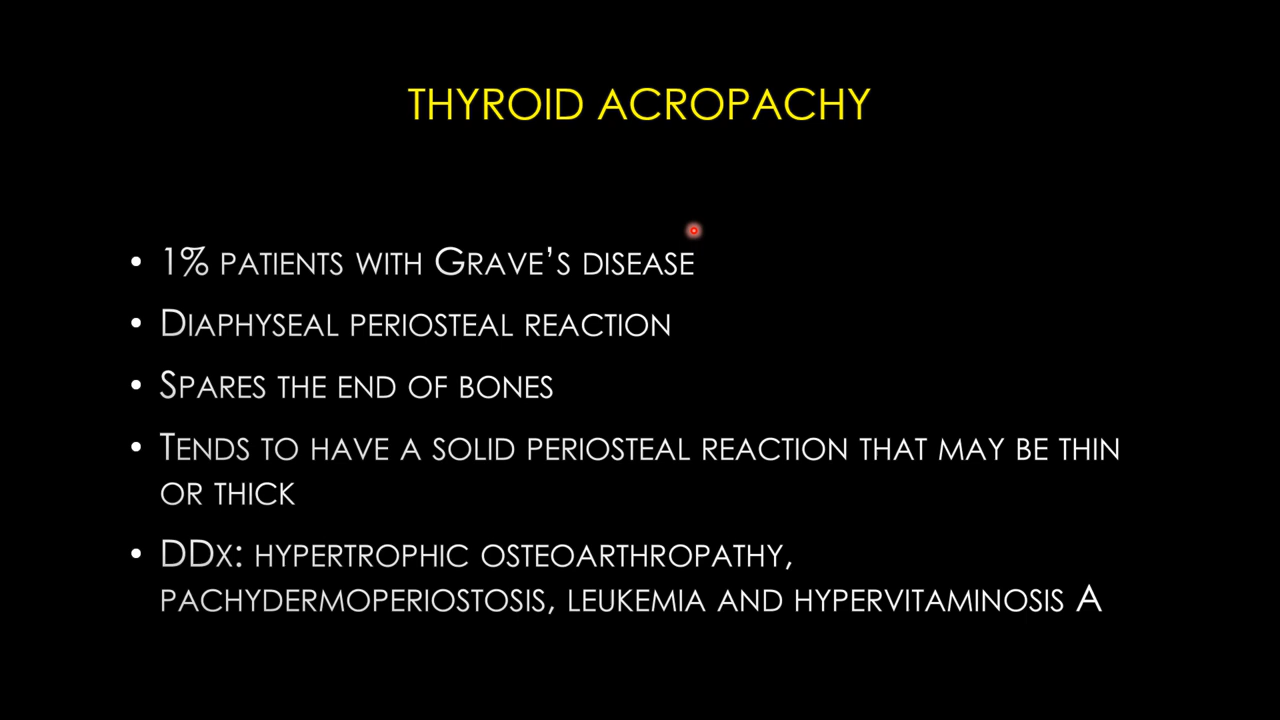 THYROID ACROPACHY
• 1% PATIENTS WITH GRAVE'S DISEASE
• DIAPHYSEAL PERIOSTEAL REACTION
• SPARES THE END OF BONES
• TENDS TO HAVE A SOLID PERIOSTEAL REACTION THAT MAY BE THIN
OR THICK
• DDX: HYPERTROPHIC OSTEOARTHROPATHY,
PACHYDERMOPERIOSTOSIS, LEUKEMIA AND HYPERVITAMINOSIS A